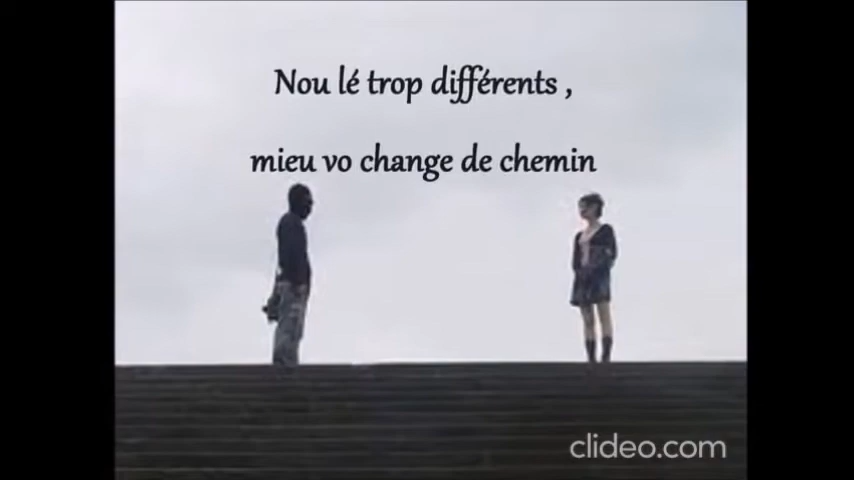 Nou lé trop différents ,
mieu vo change de chemin
clideo.com